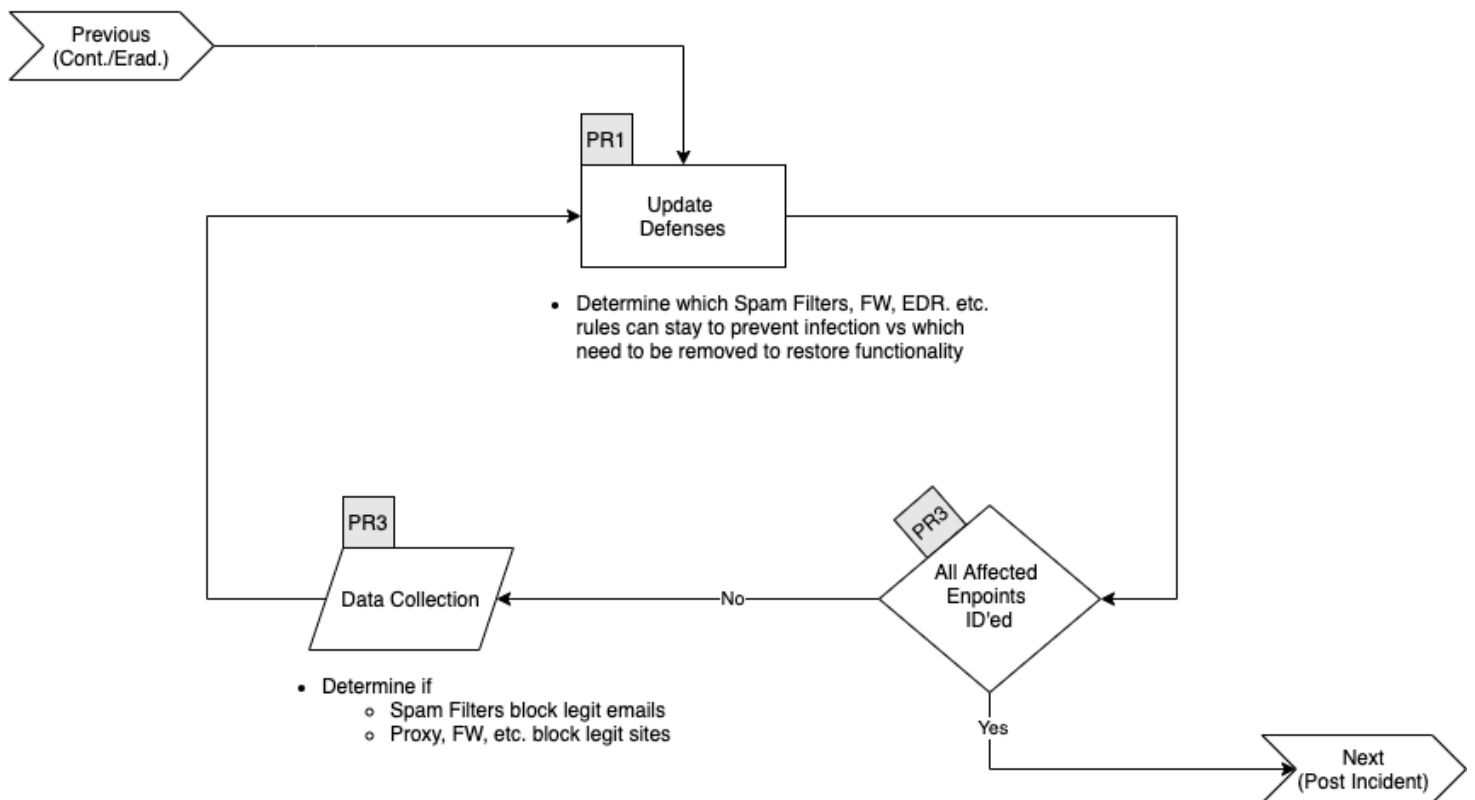 Previous
(Cont./Erad.)
PR1
Update
Defenses
• Determine which Spam Filters, FW, EDR. etc.
rules can stay to prevent infection vs which
need to be removed to restore functionality
PR3
Data Collection
No
PR3
All Affected
Enpoints
ID'ed
• Determine if
○ Spam Filters block legit emails
○ Proxy, FW, etc. block legit sites
Yes
Next
(Post Incident)